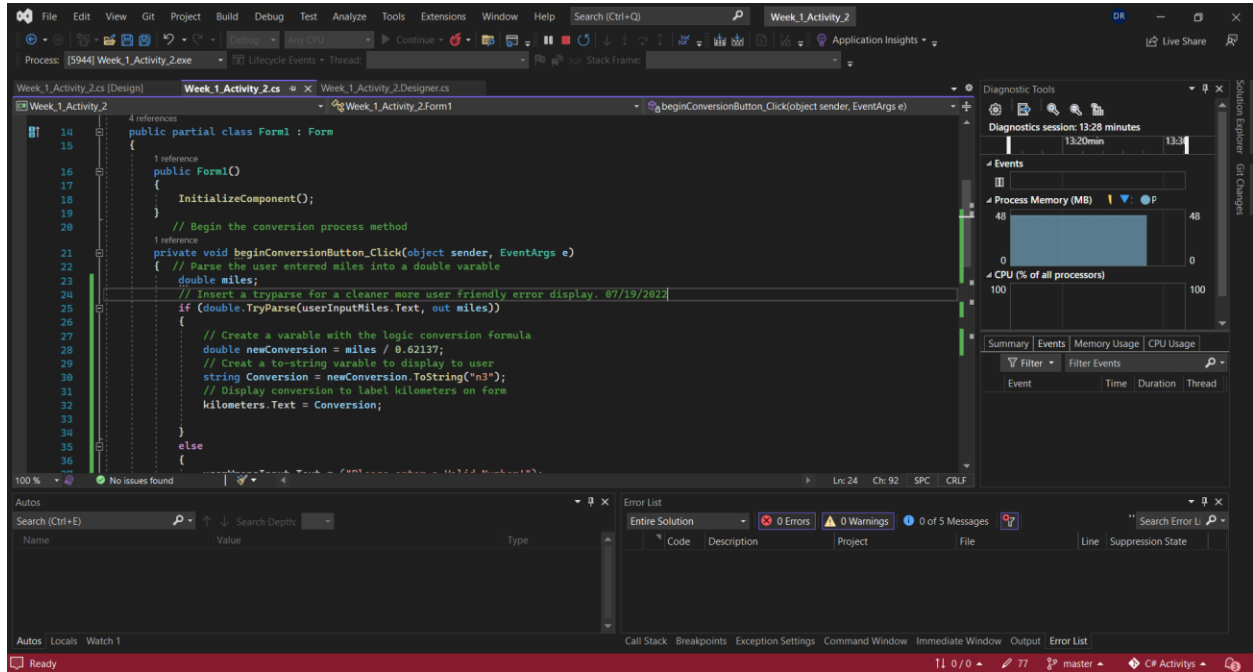 File Edit View Git Project Build Debug Test Analyze Tools Extensions Window Help Search (Ctrl+Q) Week_1_Activity_2 DR
Debug Any CPU Continue Application Insights Live Share
Process: [5944] Week_1_Activity_2.exe Lifecycle Events Thread: Stack Frame:
Week_1_Activity_2.cs [Design] Week_1_Activity_2.cs Week_1_Activity_2.Designer.cs
Week_1_Activity_2 Week_1_Activity_2.Form1 beginConversionButton_Click(object sender, EventArgs e)
4 references
14 public partial class Form1 : Form
15 {
1 reference
16 public Form1()
17 {
18 InitializeComponent();
19 }
20 // Begin the conversion process method
1 reference
21 private void beginConversionButton_Click(object sender, EventArgs e)
22 { // Parse the user entered miles into a double varable
23 double miles;
24 // Insert a tryparse for a cleaner more user friendly error display. 07/19/2022
25 if (double.TryParse(userInputMiles.Text, out miles))
26 {
27 // Create a varable with the logic conversion formula
28 double newConversion = miles / 0.62137;
29 // Creat a to-string varable to display to user
30 string Conversion = newConversion.ToString("n3");
31 // Display conversion to label kilometers on form
32 kilometers.Text = Conversion;
33
34 }
35 else
36 {
100 % No issues found Ln: 24 Ch: 92 SPC CRLF
Diagnostic Tools
Diagnostics session: 13:28 minutes
13:20min 13:3
Events
Process Memory (MB) P
48 48
0 0
CPU (% of all processors)
100 100
Summary Events Memory Usage CPU Usage
Filter Filter Events
Event Time Duration Thread
Solution Explorer
Git Changes
Autos
Search (Ctrl+E) Search Depth:
Name Value Type
Autos Locals Watch 1
Error List
Entire Solution 0 Errors 0 Warnings 0 of 5 Messages Search Error Li
Code Description Project File Line Suppression State
Call Stack Breakpoints Exception Settings Command Window Immediate Window Output Error List
Ready 0 / 0 77 master C# Activitys